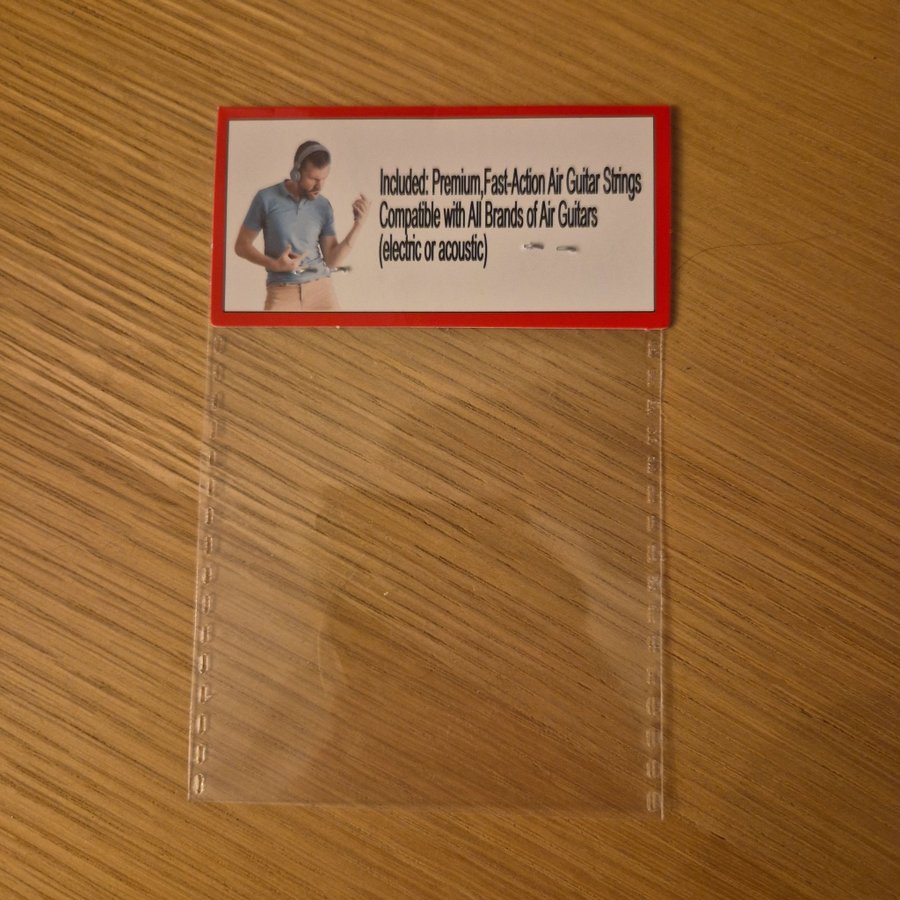 Included: Premium,Fast-Action Air Guitar Strings
Compatible with All Brands of Air Guitars
(electric or acoustic)